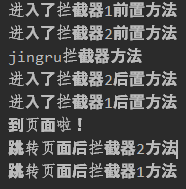 进入了拦截器1前置方法
进入了拦截器2前置方法
jingru拦截器方法
进入了拦截器2后置方法
进入了拦截器1后置方法
到页面啦！
跳转页面后拦截器2方法
跳转页面后拦截器1方法